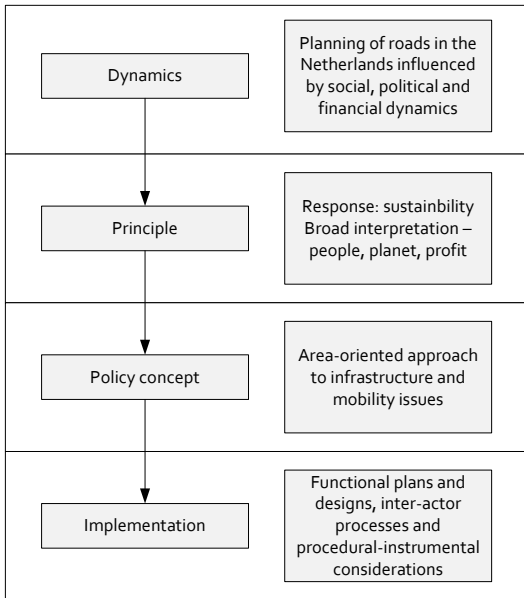 Dynamics
Planning of roads in the
Netherlands influenced
by social, political and
financial dynamics
Principle
Response: sustainbility
Broad interpretation –
people, planet, profit
Policy concept
Area-oriented approach
to infrastructure and
mobility issues
Implementation
Functional plans and
designs, inter-actor
processes and
procedural-instrumental
considerations